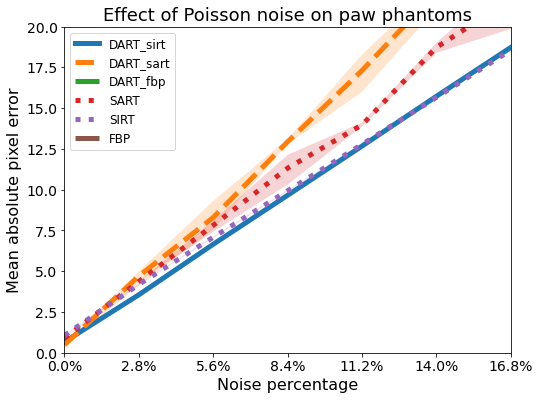 Effect of Poisson noise on paw phantoms
Mean absolute pixel error
20.0
17.5
15.0
12.5
10.0
7.5
5.0
2.5
0.0
DART_sirt
DART_sart
DART_fbp
SART
SIRT
FBP
0.0% 2.8% 5.6% 8.4% 11.2% 14.0% 16.8%
Noise percentage